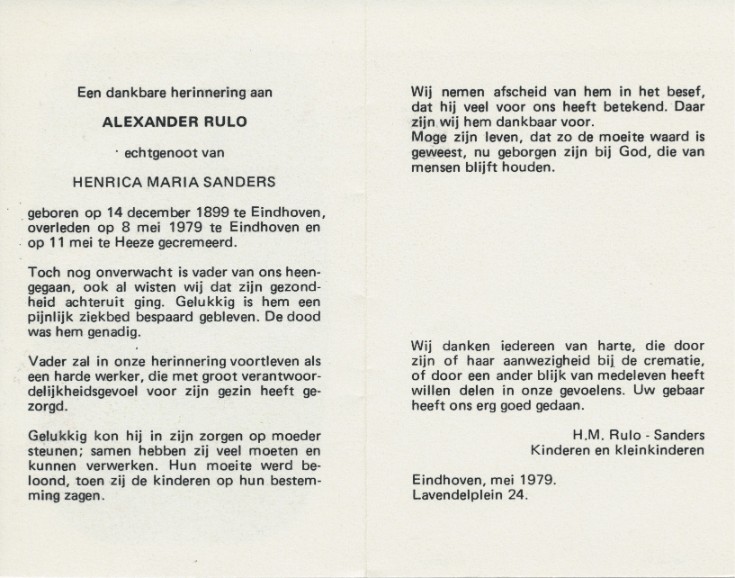 Een dankbare herinnering aan
ALEXANDER RULO
echtgenoot van
HENRICA MARIA SANDERS
geboren op 14 december 1899 te Eindhoven,
overleden op 8 mei 1979 te Eindhoven en
op 11 mei te Heeze gecremeerd.
Toch nog onverwacht is vader van ons heen-
gegaan, ook al wisten wij dat zijn gezond-
heid achteruit ging. Gelukkig is hem een
pijnlijk ziekbed bespaard gebleven. De dood
was hem genadig.
Vader zal in onze herinnering voortleven als
een harde werker, die met groot verantwoor-
delijkheidsgevoel voor zijn gezin heeft ge-
zorgd.
Gelukkig kon hij in zijn zorgen op moeder
steunen; samen hebben zij veel moeten en
kunnen verwerken. Hun moeite werd be-
loond, toen zij de kinderen op hun bestem-
ming zagen.
Wij nemen afscheid van hem in het besef,
dat hij veel voor ons heeft betekend. Daar
zijn wij hem dankbaar voor.
Moge zijn leven, dat zo de moeite waard is
geweest, nu geborgen zijn bij God, die van
mensen blijft houden.
Wij danken iedereen van harte, die door
zijn of haar aanwezigheid bij de crematie,
of door een ander blijk van medeleven heeft
willen delen in onze gevoelens. Uw gebaar
heeft ons erg goed gedaan.
H.M. Rulo - Sanders
Kinderen en kleinkinderen
Eindhoven, mei 1979.
Lavendelplein 24.